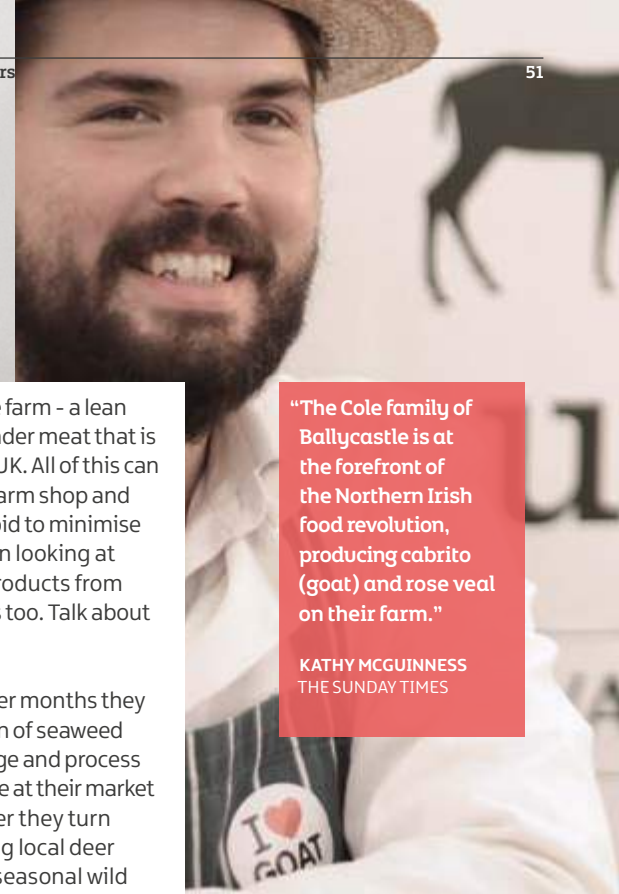 rs
51
farm - a lean
der meat that is
UK. All of this can
arm shop and
id to minimise
n looking at
roducts from
s too. Talk about
er months they
n of seaweed
ge and process
e at their market
er they turn
g local deer
seasonal wild
“The Cole family of
Ballycastle is at
the forefront of
the Northern Irish
food revolution,
producing cabrito
(goat) and rose veal
on their farm.”
KATHY MCGUINNESS
THE SUNDAY TIMES
u
I
GOAT